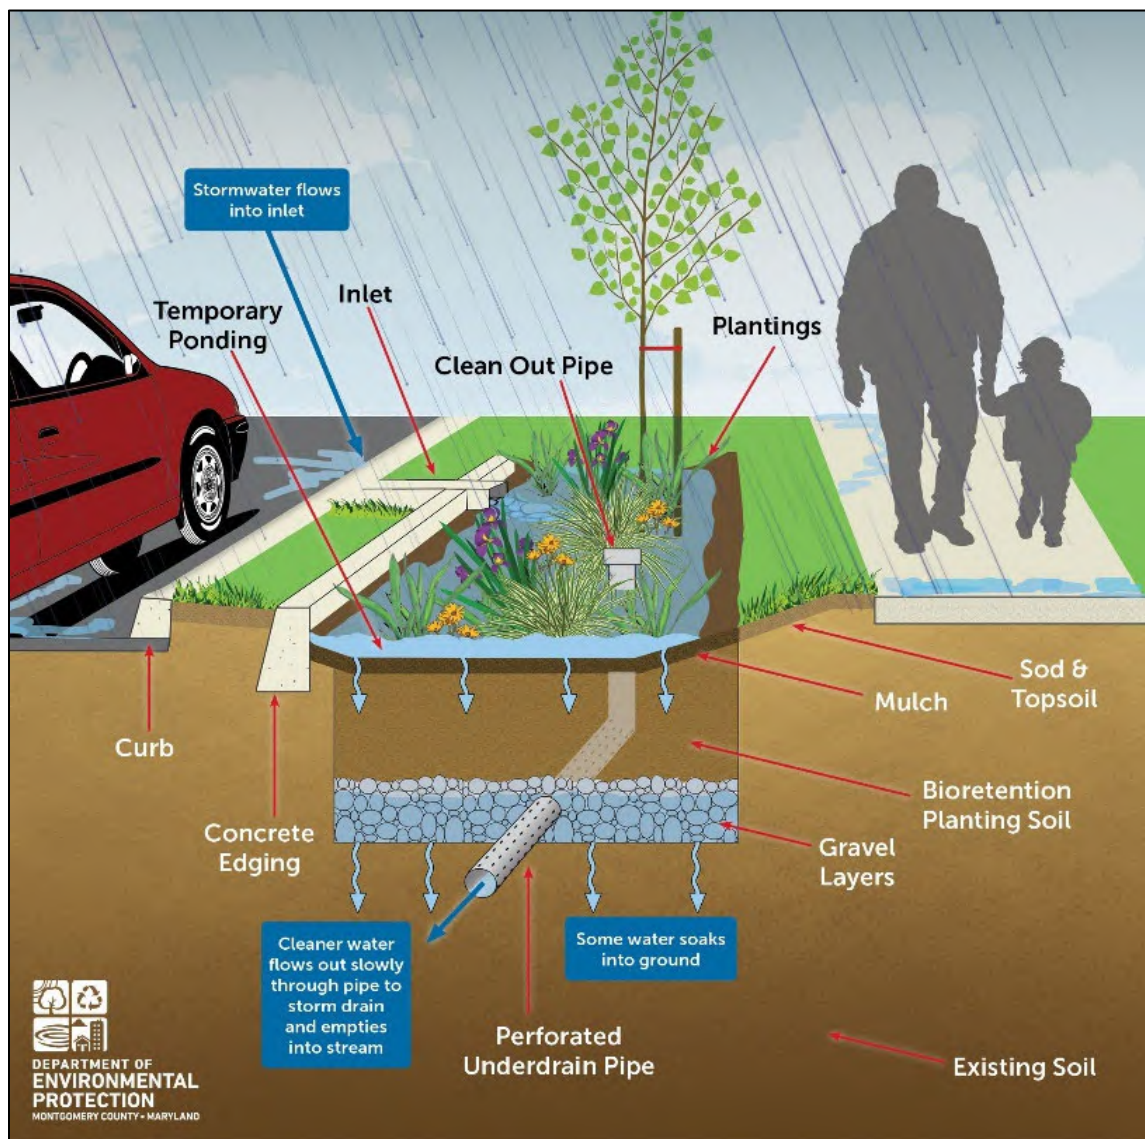 Stormwater flows
into inlet
Temporary
Ponding
Inlet
Clean Out Pipe
Plantings
Curb
Concrete
Edging
Mulch
Sod &
Topsoil
Bioretention
Planting Soil
Gravel
Layers
Cleaner water
flows out slowly
through pipe to
storm drain
and empties
into stream
Some water soaks
into ground
Perforated
Underdrain Pipe
Existing Soil
DEPARTMENT OF
ENVIRONMENTAL
PROTECTION
MONTGOMERY COUNTY • MARYLAND